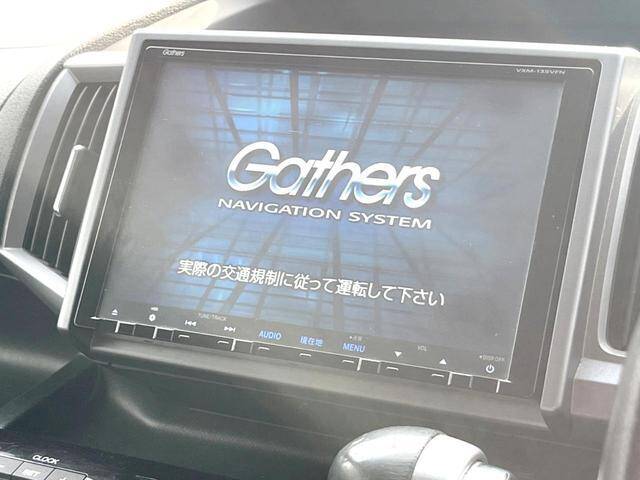 Gathers
VXM-135VFN
Gathers
NAVIGATION SYSTEM
実際の交通規制に従って運転して下さい
TUNE/TRACK
AUDIO
現在地
MENU
VOL
DISP OFF
CLOCK
SET